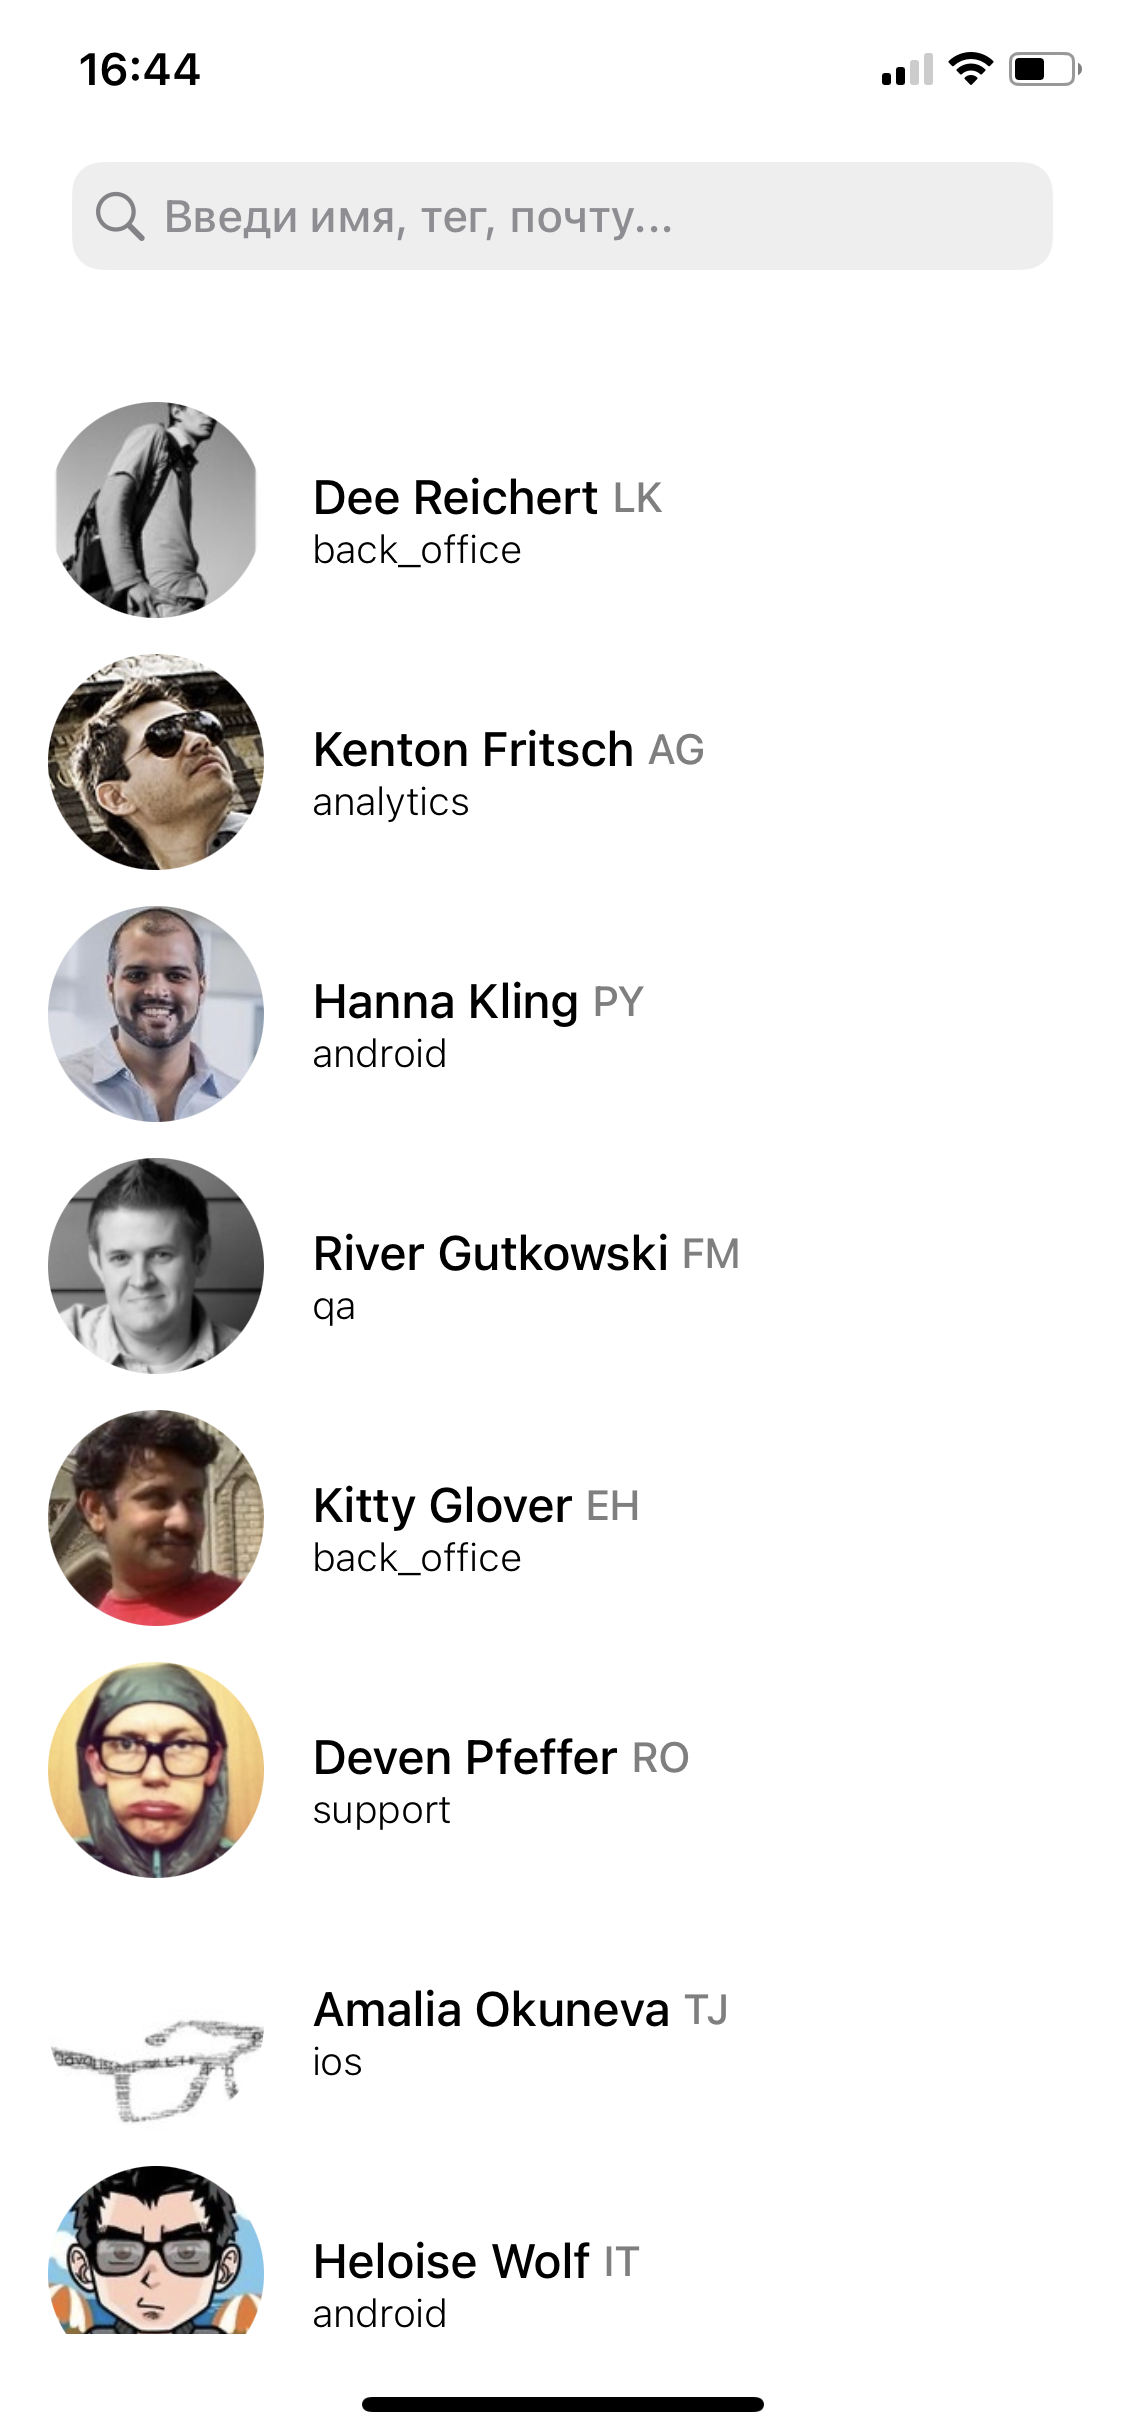 16:44
Введи имя, тег, почту...
Dee Reichert LK
back_office
Kenton Fritsch AG
analytics
Hanna Kling PY
android
River Gutkowski FM
qa
Kitty Glover EH
back_office
Deven Pfeffer RO
support
Amalia Okuneva TJ
ios
Heloise Wolf IT
android